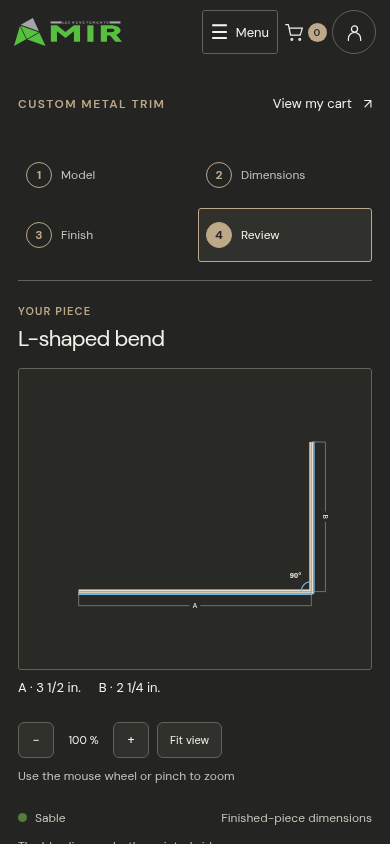 LES REVETEMENTS
MIR
Menu
0
CUSTOM METAL TRIM
View my cart
1 Model
2 Dimensions
3 Finish
4 Review
YOUR PIECE
L-shaped bend
B
90°
A
A · 3 1/2 in. B · 2 1/4 in.
− 100 % + Fit view
Use the mouse wheel or pinch to zoom
Sable
Finished-piece dimensions